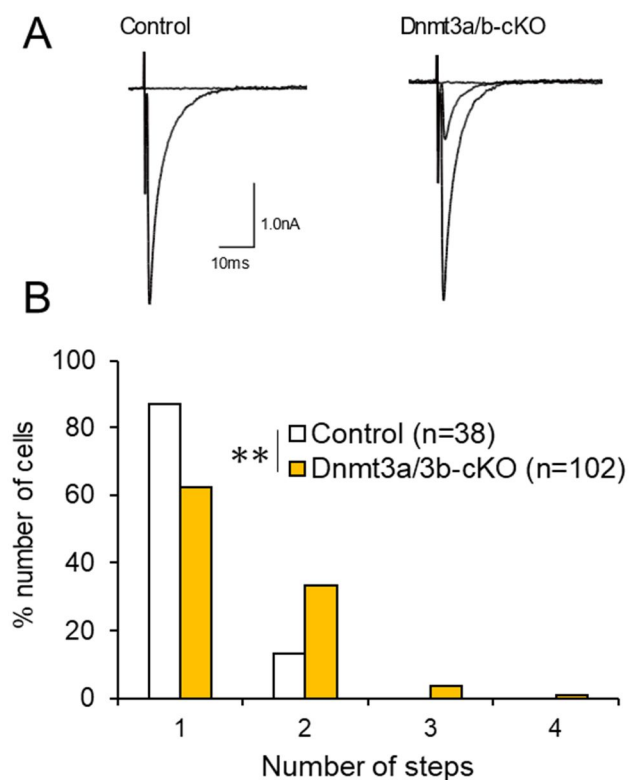 A
Control
Dnmt3a/b-cKO
1.0nA
10ms
B
% number of cells
100
80
60
40
20
0
** Control (n=38)
Dnmt3a/3b-cKO (n=102)
1 2 3 4
Number of steps